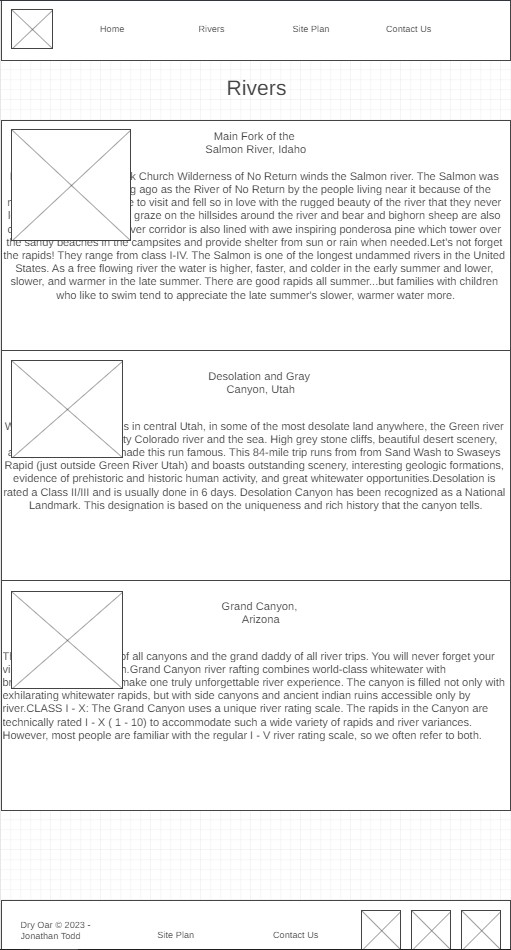 Home Rivers Site Plan Contact Us
Rivers
Main Fork of the
Salmon River, Idaho
Church Wilderness of No Return winds the Salmon river. The Salmon was
ago as the River of No Return by the people living near it because of the
to visit and fell so in love with the rugged beauty of the river that they never
graze on the hillsides around the river and bear and bighorn sheep are also
corridor is also lined with awe inspiring ponderosa pine which tower over
the sandy beaches in the campsites and provide shelter from sun or rain when needed.Let's not forget
the rapids! They range from class I-IV. The Salmon is one of the longest undammed rivers in the United
States. As a free flowing river the water is higher, faster, and colder in the early summer and lower,
slower, and warmer in the late summer. There are good rapids all summer...but families with children
who like to swim tend to appreciate the late summer's slower, warmer water more.
Desolation and Gray
Canyon, Utah
in central Utah, in some of the most desolate land anywhere, the Green river
Colorado river and the sea. High grey stone cliffs, beautiful desert scenery,
made this run famous. This 84-mile trip runs from from Sand Wash to Swaseys
Rapid (just outside Green River Utah) and boasts outstanding scenery, interesting geologic formations,
evidence of prehistoric and historic human activity, and great whitewater opportunities.Desolation is
rated a Class II/III and is usually done in 6 days. Desolation Canyon has been recognized as a National
Landmark. This designation is based on the uniqueness and rich history that the canyon tells.
Grand Canyon,
Arizona
of all canyons and the grand daddy of all river trips. You will never forget your
Grand Canyon river rafting combines world-class whitewater with
make one truly unforgettable river experience. The canyon is filled not only with
exhilarating whitewater rapids, but with side canyons and ancient indian ruins accessible only by
river.CLASS I - X: The Grand Canyon uses a unique river rating scale. The rapids in the Canyon are
technically rated I - X ( 1 - 10) to accommodate such a wide variety of rapids and river variances.
However, most people are familiar with the regular I - V river rating scale, so we often refer to both.
Dry Oar © 2023 -
Jonathan Todd
Site Plan Contact Us